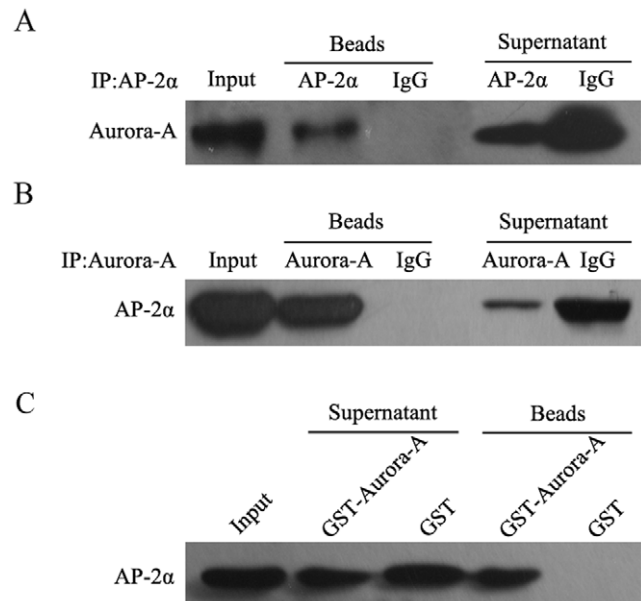 A
Beads Supernatant
IP:AP-2α Input AP-2α IgG AP-2α IgG
Aurora-A
B
Beads Supernatant
IP:Aurora-A Input Aurora-A IgG Aurora-A IgG
AP-2α
C
Supernatant Beads
Input GST-Aurora-A GST GST-Aurora-A GST
AP-2α